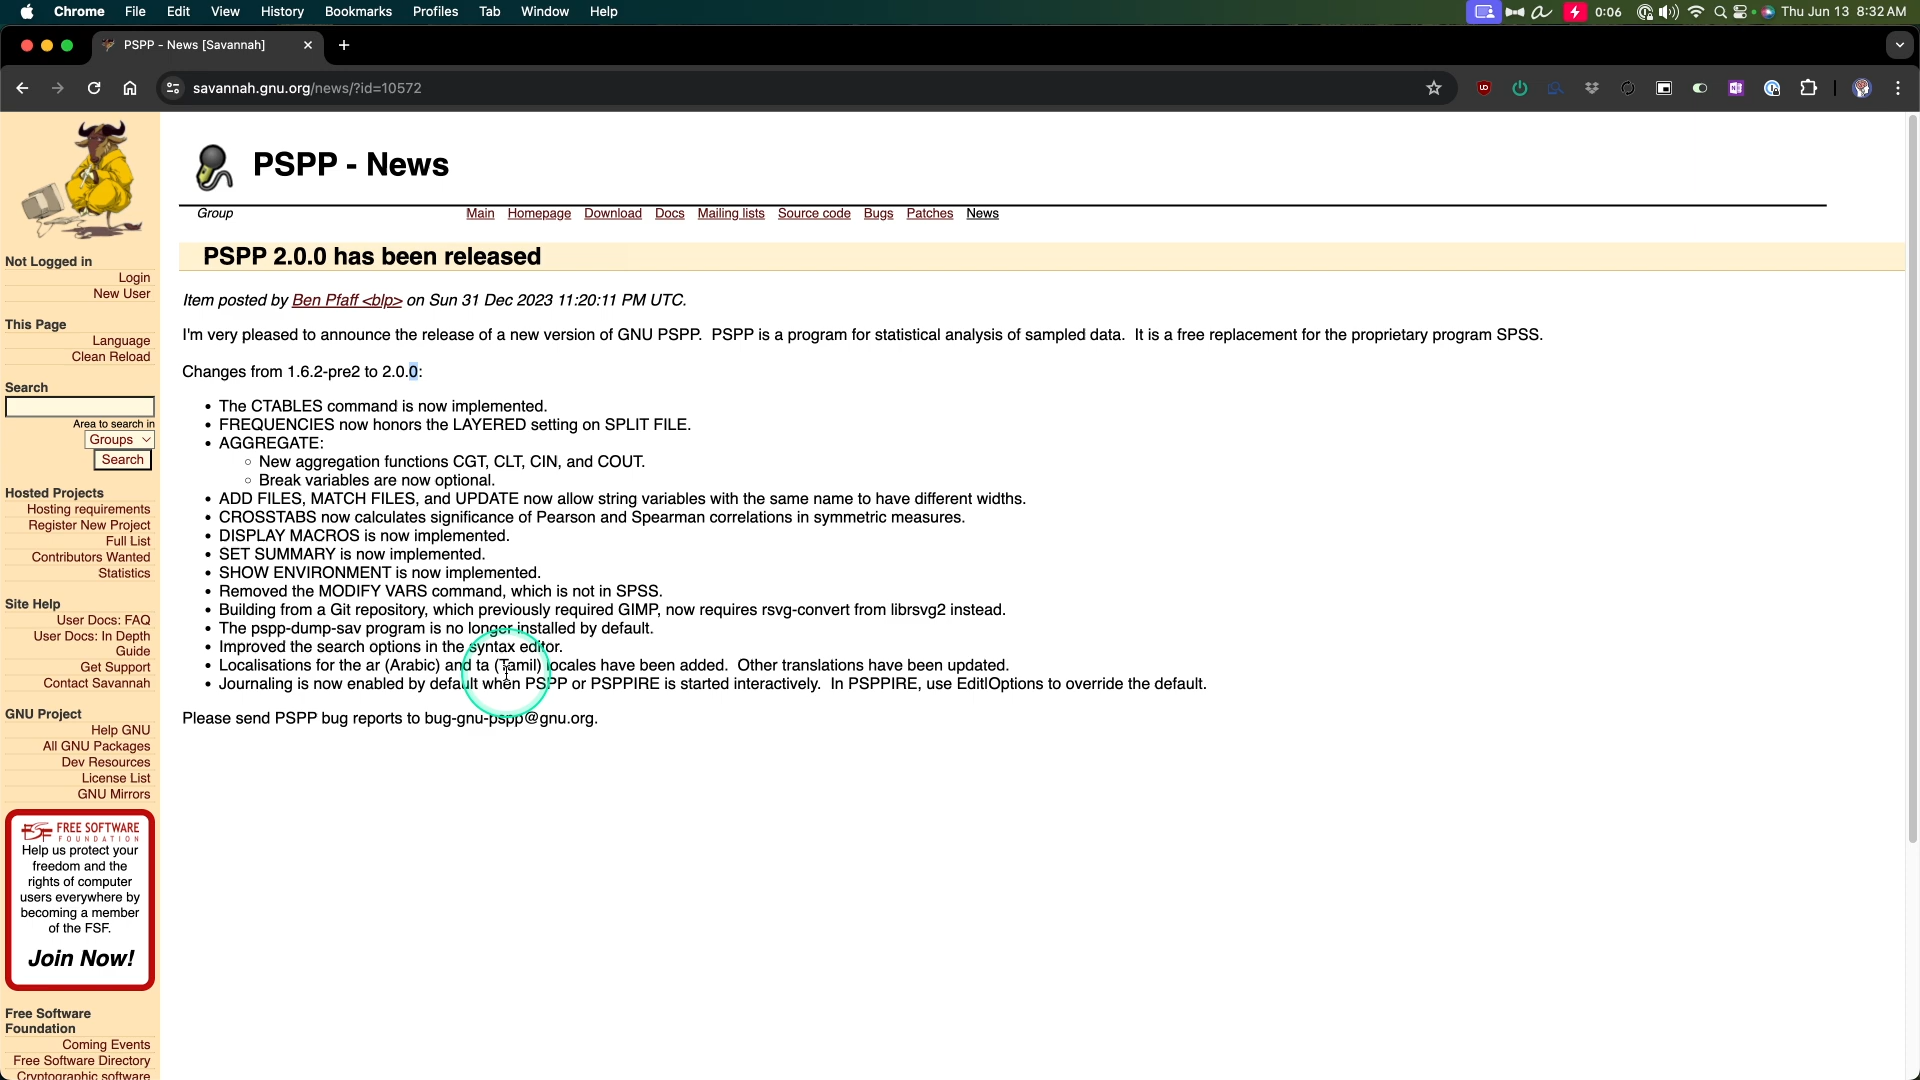 Chrome File Edit View History Bookmarks Profiles Tab Window Help 0:06 Thu Jun 13 8:32 AM
PSPP - News [Savannah]
savannah.gnu.org/news/?id=10572
PSPP - News
Group Main Homepage Download Docs Mailing lists Source code Bugs Patches News
PSPP 2.0.0 has been released
Item posted by Ben Pfaff <blp> on Sun 31 Dec 2023 11:20:11 PM UTC.
I'm very pleased to announce the release of a new version of GNU PSPP. PSPP is a program for statistical analysis of sampled data. It is a free replacement for the proprietary program SPSS.
Changes from 1.6.2-pre2 to 2.0.0:
• The CTABLES command is now implemented.
• FREQUENCIES now honors the LAYERED setting on SPLIT FILE.
• AGGREGATE:
◦ New aggregation functions CGT, CLT, CIN, and COUT.
◦ Break variables are now optional.
• ADD FILES, MATCH FILES, and UPDATE now allow string variables with the same name to have different widths.
• CROSSTABS now calculates significance of Pearson and Spearman correlations in symmetric measures.
• DISPLAY MACROS is now implemented.
• SET SUMMARY is now implemented.
• SHOW ENVIRONMENT is now implemented.
• Removed the MODIFY VARS command, which is not in SPSS.
• Building from a Git repository, which previously required GIMP, now requires rsvg-convert from librsvg2 instead.
• The pspp-dump-sav program is no longer installed by default.
• Improved the search options in the syntax editor.
• Localisations for the ar (Arabic) and ta (Tamil) locales have been added. Other translations have been updated.
• Journaling is now enabled by default when PSPP or PSPPIRE is started interactively. In PSPPIRE, use Edit|Options to override the default.
Please send PSPP bug reports to bug-gnu-pspp@gnu.org.
Not Logged in
Login
New User
This Page
Language
Clean Reload
Search
Area to search in
Groups
Search
Hosted Projects
Hosting requirements
Register New Project
Full List
Contributors Wanted
Statistics
Site Help
User Docs: FAQ
User Docs: In Depth
Guide
Get Support
Contact Savannah
GNU Project
Help GNU
All GNU Packages
Dev Resources
License List
GNU Mirrors
FREE SOFTWARE
FOUNDATION
Help us protect your
freedom and the
rights of computer
users everywhere by
becoming a member
of the FSF.
Join Now!
Free Software
Foundation
Coming Events
Free Software Directory
Cryptographic software